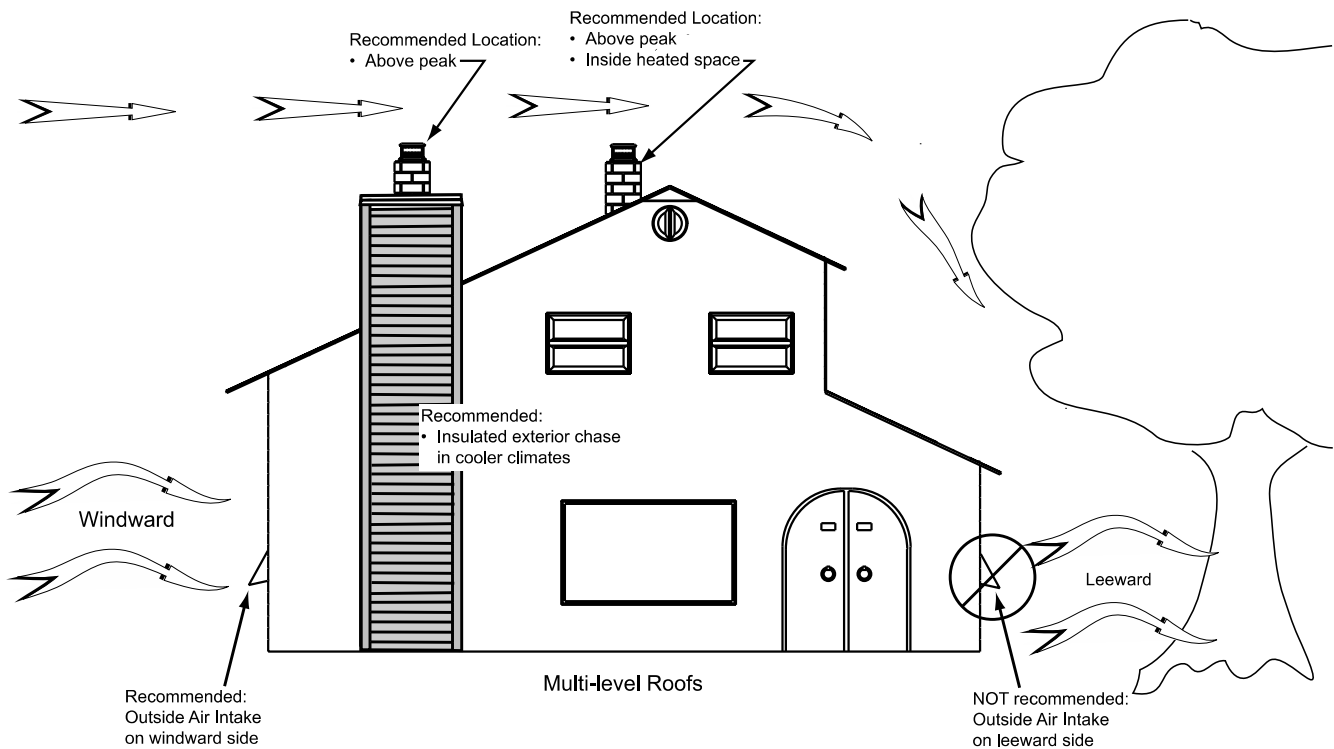 Recommended Location:
• Above peak
Recommended Location:
• Above peak
• Inside heated space
Recommended:
• Insulated exterior chase
in cooler climates
Windward
Leeward
Recommended:
Outside Air Intake
on windward side
Multi-level Roofs
NOT recommended:
Outside Air Intake
on leeward side